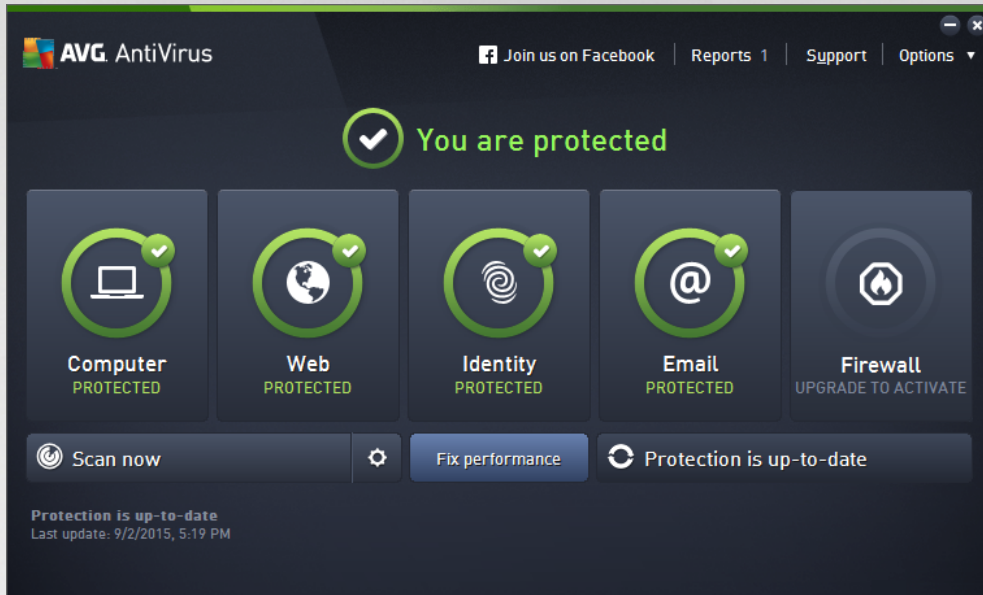 AVG. AntiVirus
Join us on Facebook
Reports 1
Support
Options
You are protected
Computer
PROTECTED
Web
PROTECTED
Identity
PROTECTED
Email
PROTECTED
Firewall
UPGRADE TO ACTIVATE
Scan now
Fix performance
Protection is up-to-date
Protection is up-to-date
Last update: 9/2/2015, 5:19 PM